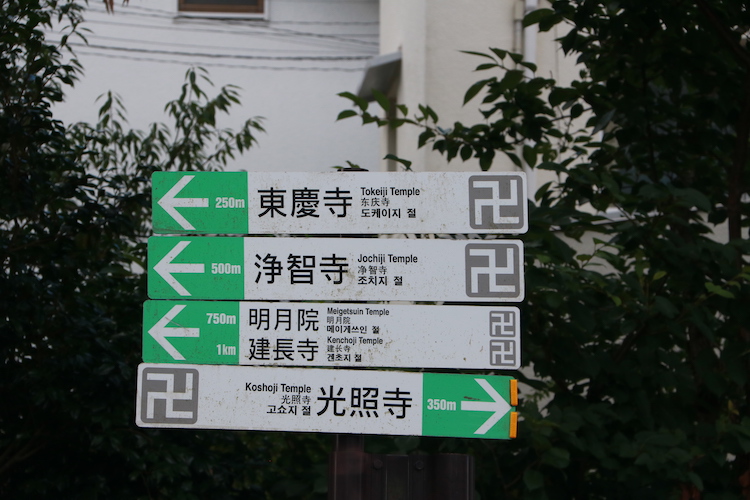 250m
東慶寺
Tokeiji Temple
东庆寺
도케이지 절
500m
浄智寺
Jochiji Temple
净智寺
조치지 절
750m
明月院
Meigetsuin Temple
明月院
메이게쓰인 절
1km
建長寺
Kenchoji Temple
建长寺
겐초지 절
Koshoji Temple
光照寺
고쇼지 절
光照寺
350m